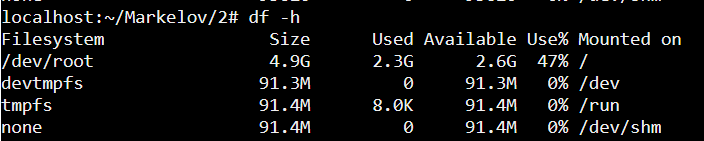 localhost:~/Markelov/2# df -h
Filesystem Size Used Available Use% Mounted on
/dev/root 4.9G 2.3G 2.6G 47% /
devtmpfs 91.3M 0 91.3M 0% /dev
tmpfs 91.4M 8.0K 91.4M 0% /run
none 91.4M 0 91.4M 0% /dev/shm